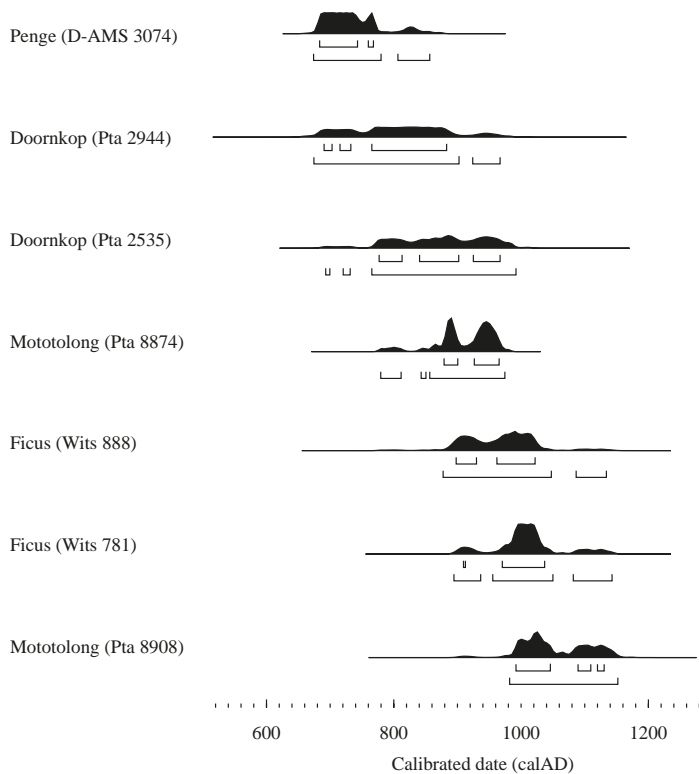 Penge (D-AMS 3074)
Doornkop (Pta 2944)
Doornkop (Pta 2535)
Mototolong (Pta 8874)
Ficus (Wits 888)
Ficus (Wits 781)
Mototolong (Pta 8908)
600 800 1000 1200
Calibrated date (calAD)